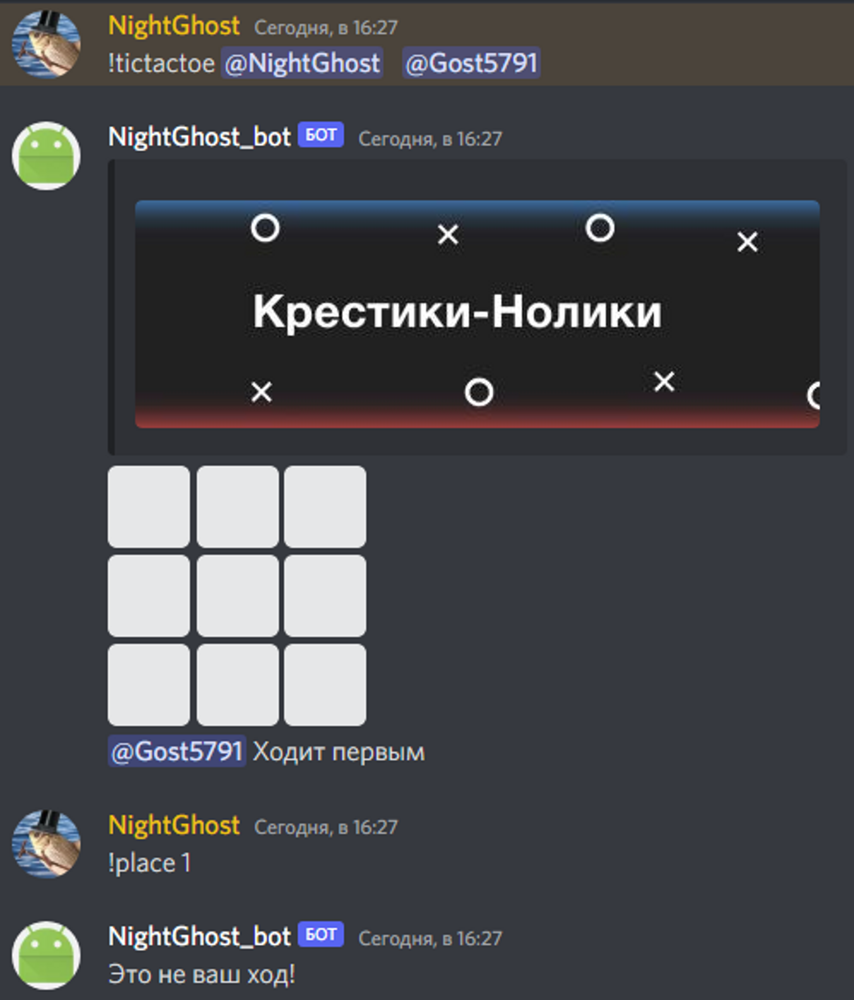 NightGhost Сегодня, в 16:27
!tictactoe @NightGhost @Gost5791
NightGhost_bot БОТ Сегодня, в 16:27
Крестики-Нолики
@Gost5791 Ходит первым
NightGhost Сегодня, в 16:27
!place 1
NightGhost_bot БОТ Сегодня, в 16:27
Это не ваш ход!